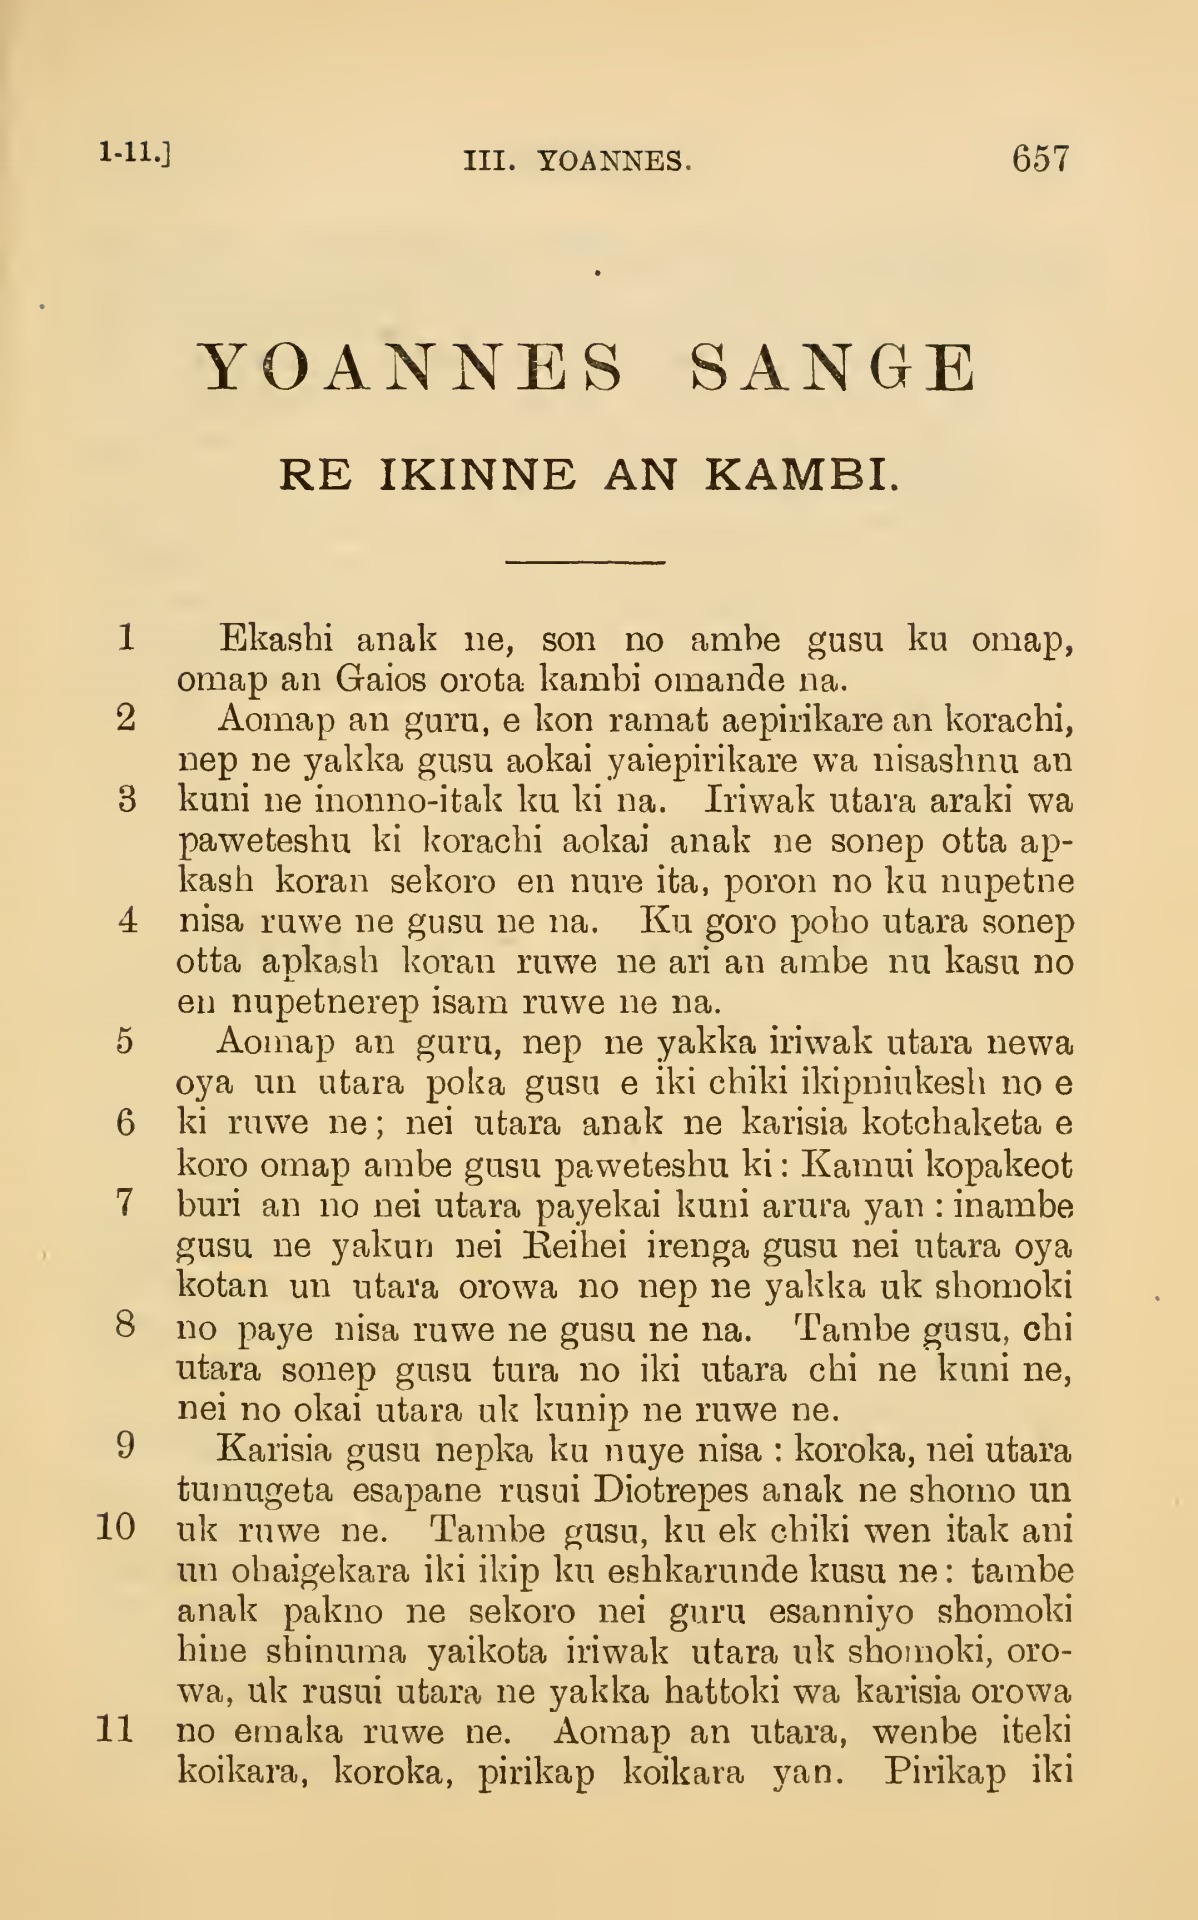 1-11.] III. YOANNES. 657
YOANNES SANGE
RE IKINNE AN KAMBI.
1 Ekashi anak ne, son no ambe gusu ku omap,
omap an Gaios orota kambi omande na.
2 Aomap an guru, e kon ramat aepirikare an korachi,
nep ne yakka gusu aokai yaiepirikare wa nisashnu an
3 kuni ne inonno-itak ku ki na. Iriwak utara araki wa
paweteshu ki korachi aokai anak ne sonep otta ap-
kash koran sekoro en nure ita, poron no ku nupetne
4 nisa ruwe ne gusu ne na. Ku goro poho utara sonep
otta apkash koran ruwe ne ari an ambe nu kasu no
en nupetnerep isam ruwe ne na.
5 Aomap an guru, nep ne yakka iriwak utara newa
oya un utara poka gusu e iki chiki ikipniukesh no e
6 ki ruwe ne; nei utara anak ne karisia kotchaketa e
koro omap ambe gusu paweteshu ki: Kamui kopakeot
7 buri an no nei utara payekai kuni arura yan: inambe
gusu ne yakun nei Reihei irenga gusu nei utara oya
kotan un utara orowa no nep ne yakka uk shomoki
8 no paye nisa ruwe ne gusu ne na. Tambe gusu, chi
utara sonep gusu tura no iki utara chi ne kuni ne,
nei no okai utara uk kunip ne ruwe ne.
9 Karisia gusu nepka ku nuye nisa: koroka, nei utara
tumugeta esapane rusui Diotrepes anak ne shomo un
10 uk ruwe ne. Tambe gusu, ku ek chiki wen itak ani
un ohaigekara iki ikip ku eshkarunde kusu ne: tambe
anak pakno ne sekoro nei guru esanniyo shomoki
hine shinuma yaikota iriwak utara uk shomoki, oro-
wa, uk rusui utara ne yakka hattoki wa karisia orowa
11 no emaka ruwe ne. Aomap an utara, wenbe iteki
koikara, koroka, pirikap koikara yan. Pirikap iki